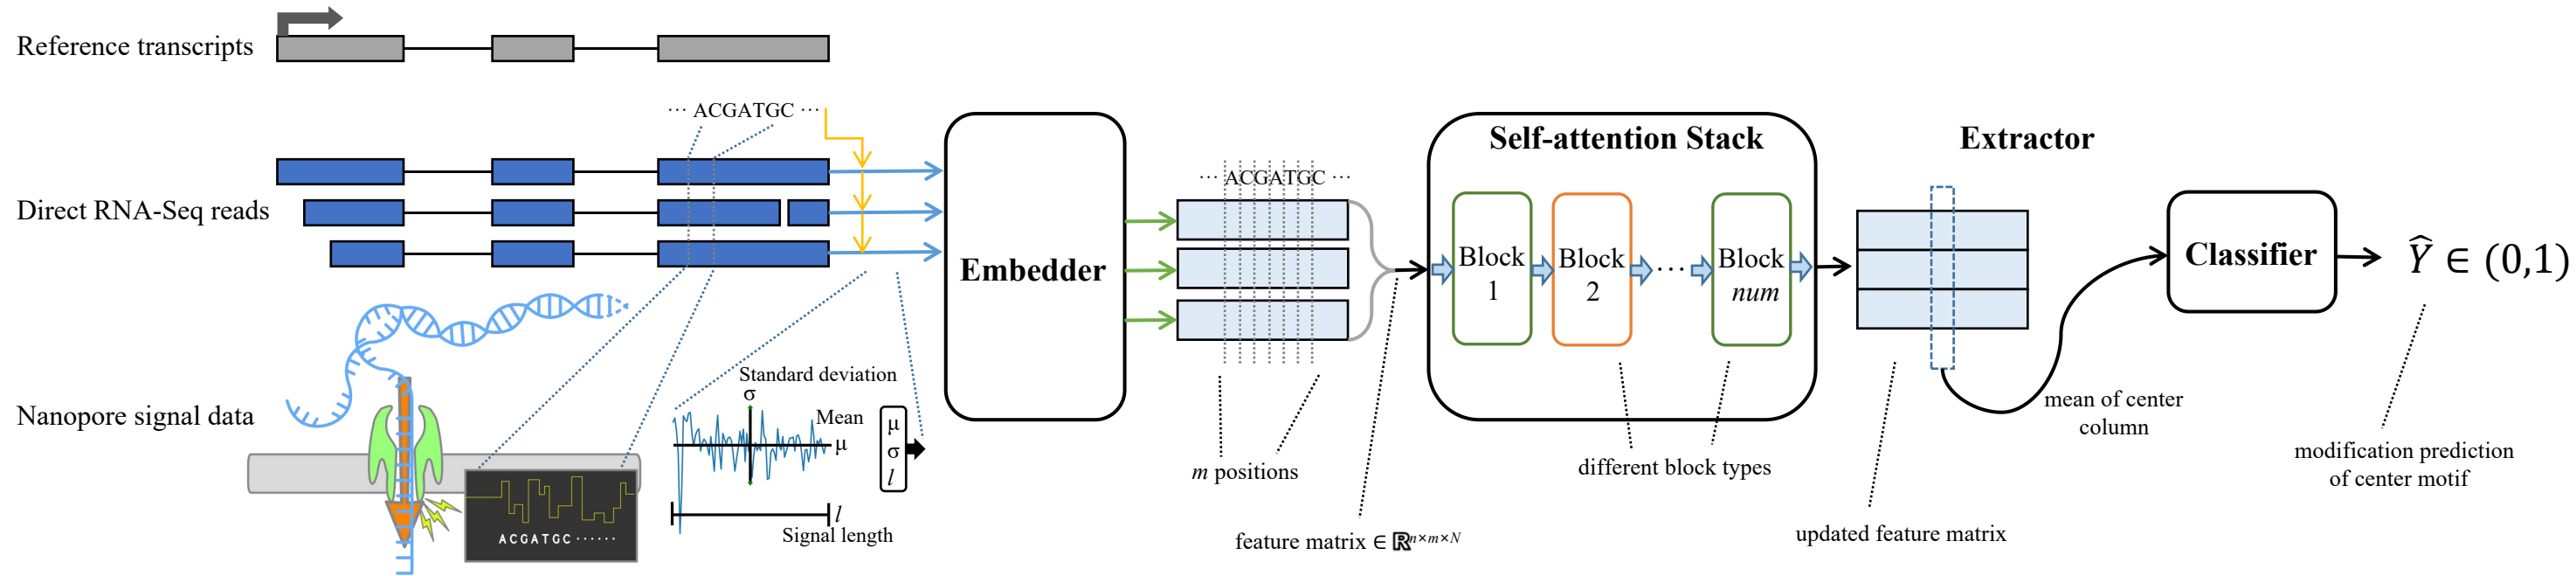 Reference transcripts
··· ACGATGC ···
Direct RNA-Seq reads
Nanopore signal data
A C G A T G C ······
Standard deviation
σ
Mean
μ
l
Signal length
μ
σ
l
Embedder
··· ACGATGC ···
m positions
feature matrix ∈ ℝⁿˣᵐˣᴺ
Self-attention Stack
Block
1
Block
2
···
Block
num
different block types
Extractor
updated feature matrix
mean of center
column
Classifier
Ŷ ∈ (0,1)
modification prediction
of center motif